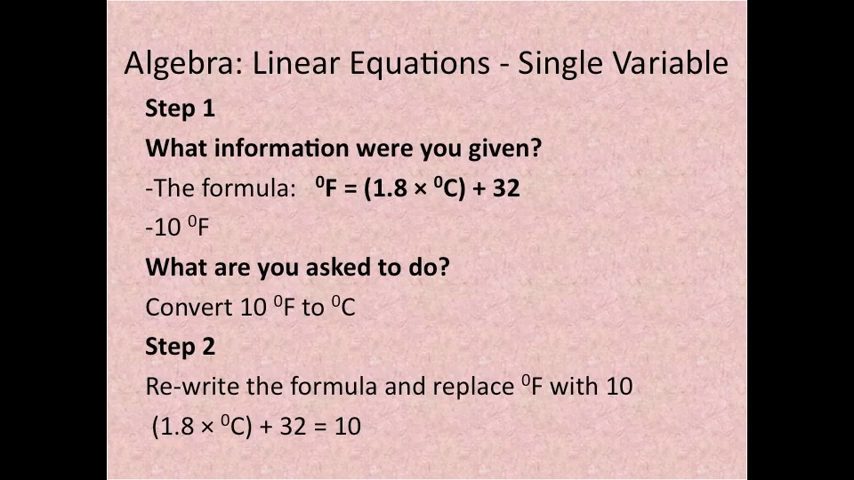 Algebra: Linear Equations - Single Variable
Step 1
What information were you given?
-The formula: ⁰F = (1.8 × ⁰C) + 32
-10 ⁰F
What are you asked to do?
Convert 10 ⁰F to ⁰C
Step 2
Re-write the formula and replace ⁰F with 10
(1.8 × ⁰C) + 32 = 10